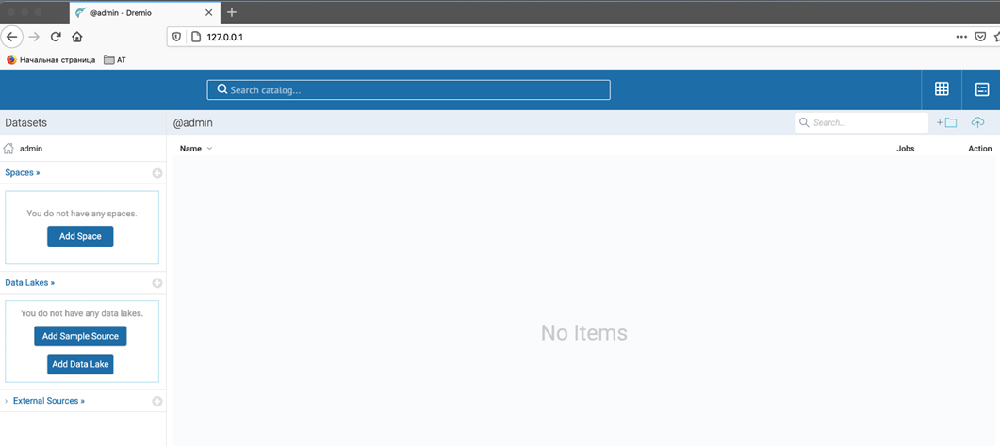 @admin - Dremio
127.0.0.1
Начальная страница AT
Search catalog...
Datasets
@admin
Search...
admin
Name
Jobs
Action
Spaces »
You do not have any spaces.
Add Space
Data Lakes »
You do not have any data lakes.
Add Sample Source
Add Data Lake
No Items
External Sources »